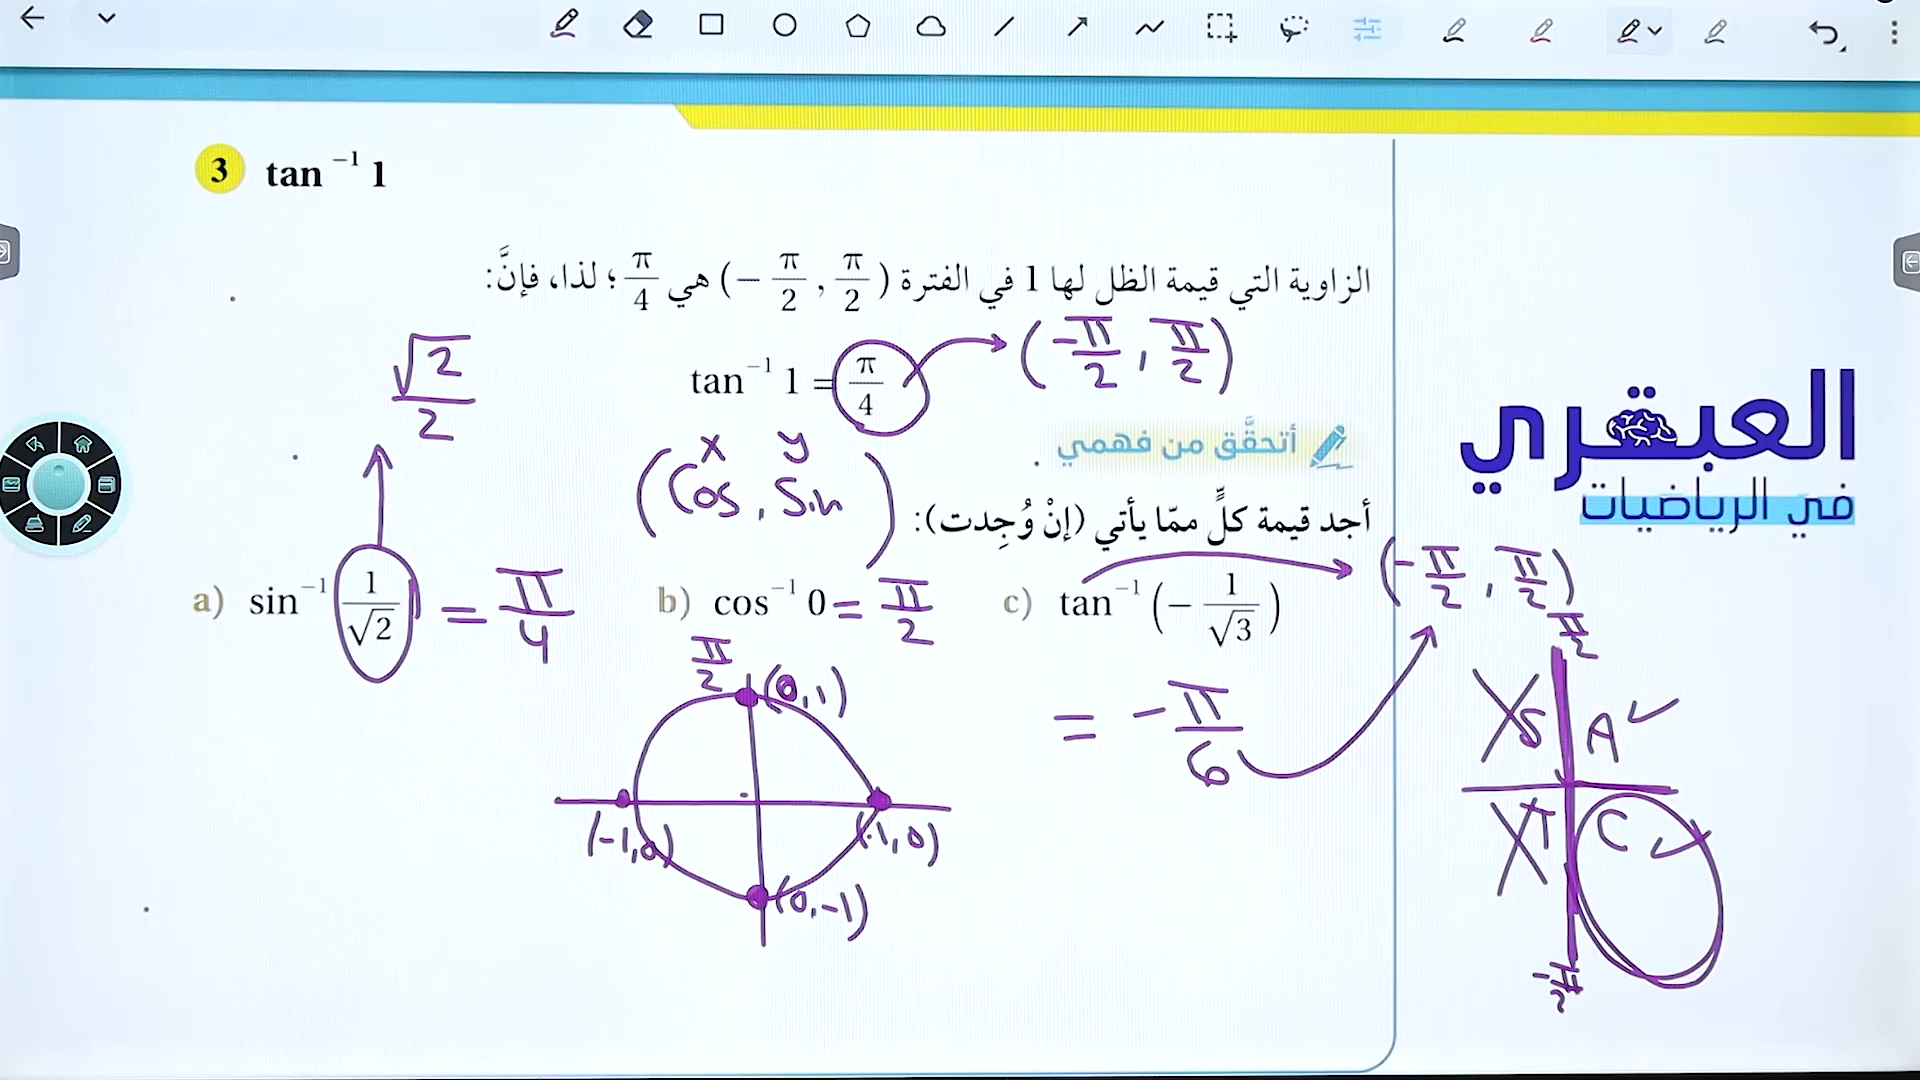 3 tan⁻¹ 1
الزاوية التي قيمة الظل لها 1 في الفترة (-π/2 , π/2) هي π/4 ؛ لذا، فإنَّ:
tan⁻¹ 1 = π/4
(-π/2 , π/2)
√2/2
x y
(Cos , Sin)
أتحقَّق من فهمي
العبقري
في الرياضيات
أجد قيمة كلٍّ ممّا يأتي (إنْ وُجِدت):
a) sin⁻¹ 1/√2 = π/4
b) cos⁻¹ 0 = π/2
c) tan⁻¹ (- 1/√3)
(-π/2 , π/2)
= -π/6
π/2
(0,1)
(-1,0)
(1,0)
(0,-1)
π/2
S A
T C
-π/2